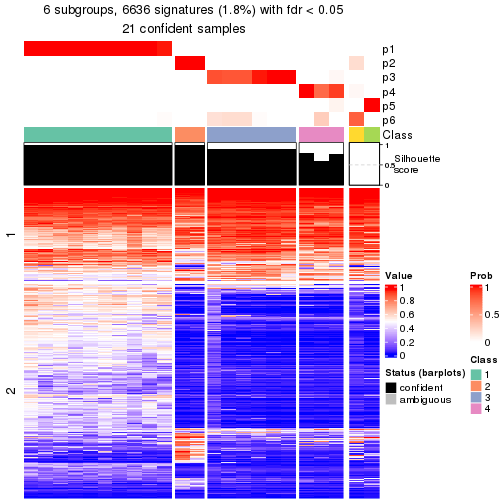 6 subgroups, 6636 signatures (1.8%) with fdr < 0.05
21 confident samples
p1
p2
p3
p4
p5
p6
Class
1
0.5
0
Silhouette
score
1
2
Value
1
0.8
0.6
0.4
0.2
0
Status (barplots)
confident
ambiguous
Prob
1
0.5
0
Class
1
2
3
4